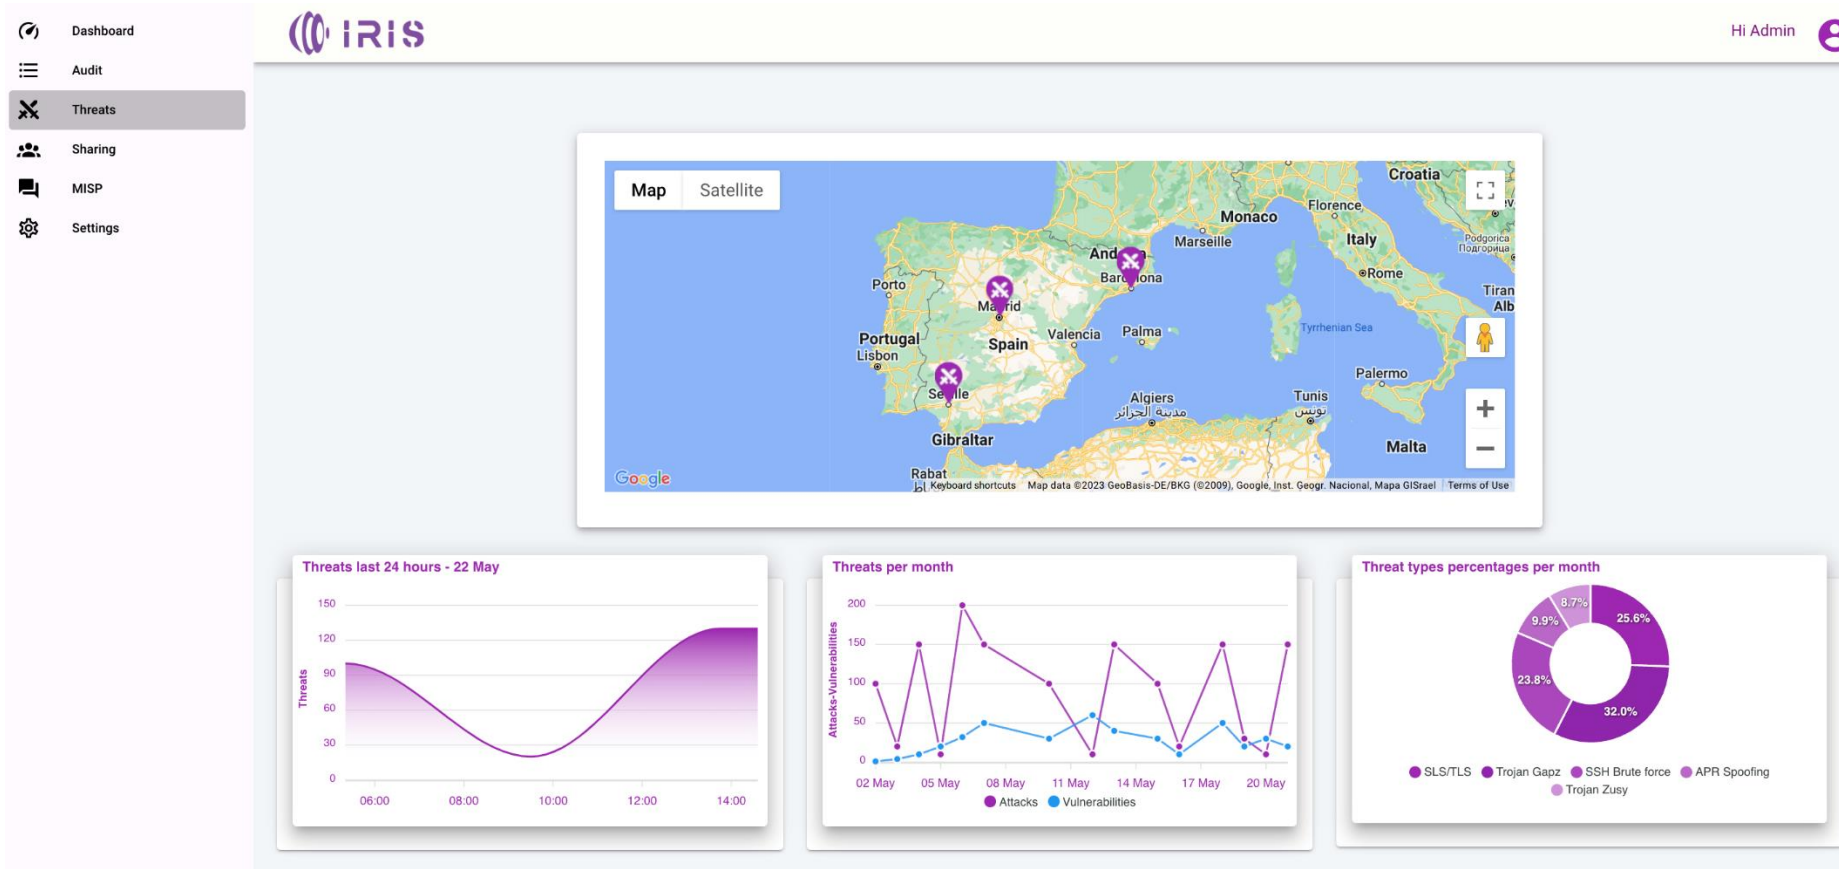 Dashboard
Audit
Threats
Sharing
MISP
Settings
IRIS
Hi Admin
Map Satellite
Croatia
Florence
Monaco
Marseille
Italy
Podgorica
Подгорица
Rome
Barcelona
Porto
Madrid
Tiran
Alb
Tyrrhenian Sea
Portugal
Valencia
Palma
Spain
Lisbon
Palermo
Seville
Algiers
مدينة الجزائر
Tunis
تونس
Gibraltar
Malta
Rabat
Google
Keyboard shortcuts Map data ©2023 GeoBasis-DE/BKG (©2009), Google, Inst. Geogr. Nacional, Mapa GISrael Terms of Use
Threats last 24 hours - 22 May
150
120
90
60
30
0
Threats
06:00 08:00 10:00 12:00 14:00
Threats per month
200
150
100
50
0
Attacks-Vulnerabilities
02 May 05 May 08 May 11 May 14 May 17 May 20 May
Attacks Vulnerabilities
Threat types percentages per month
8.7%
25.6%
9.9%
23.8%
32.0%
SLS/TLS Trojan Gapz SSH Brute force APR Spoofing
Trojan Zusy